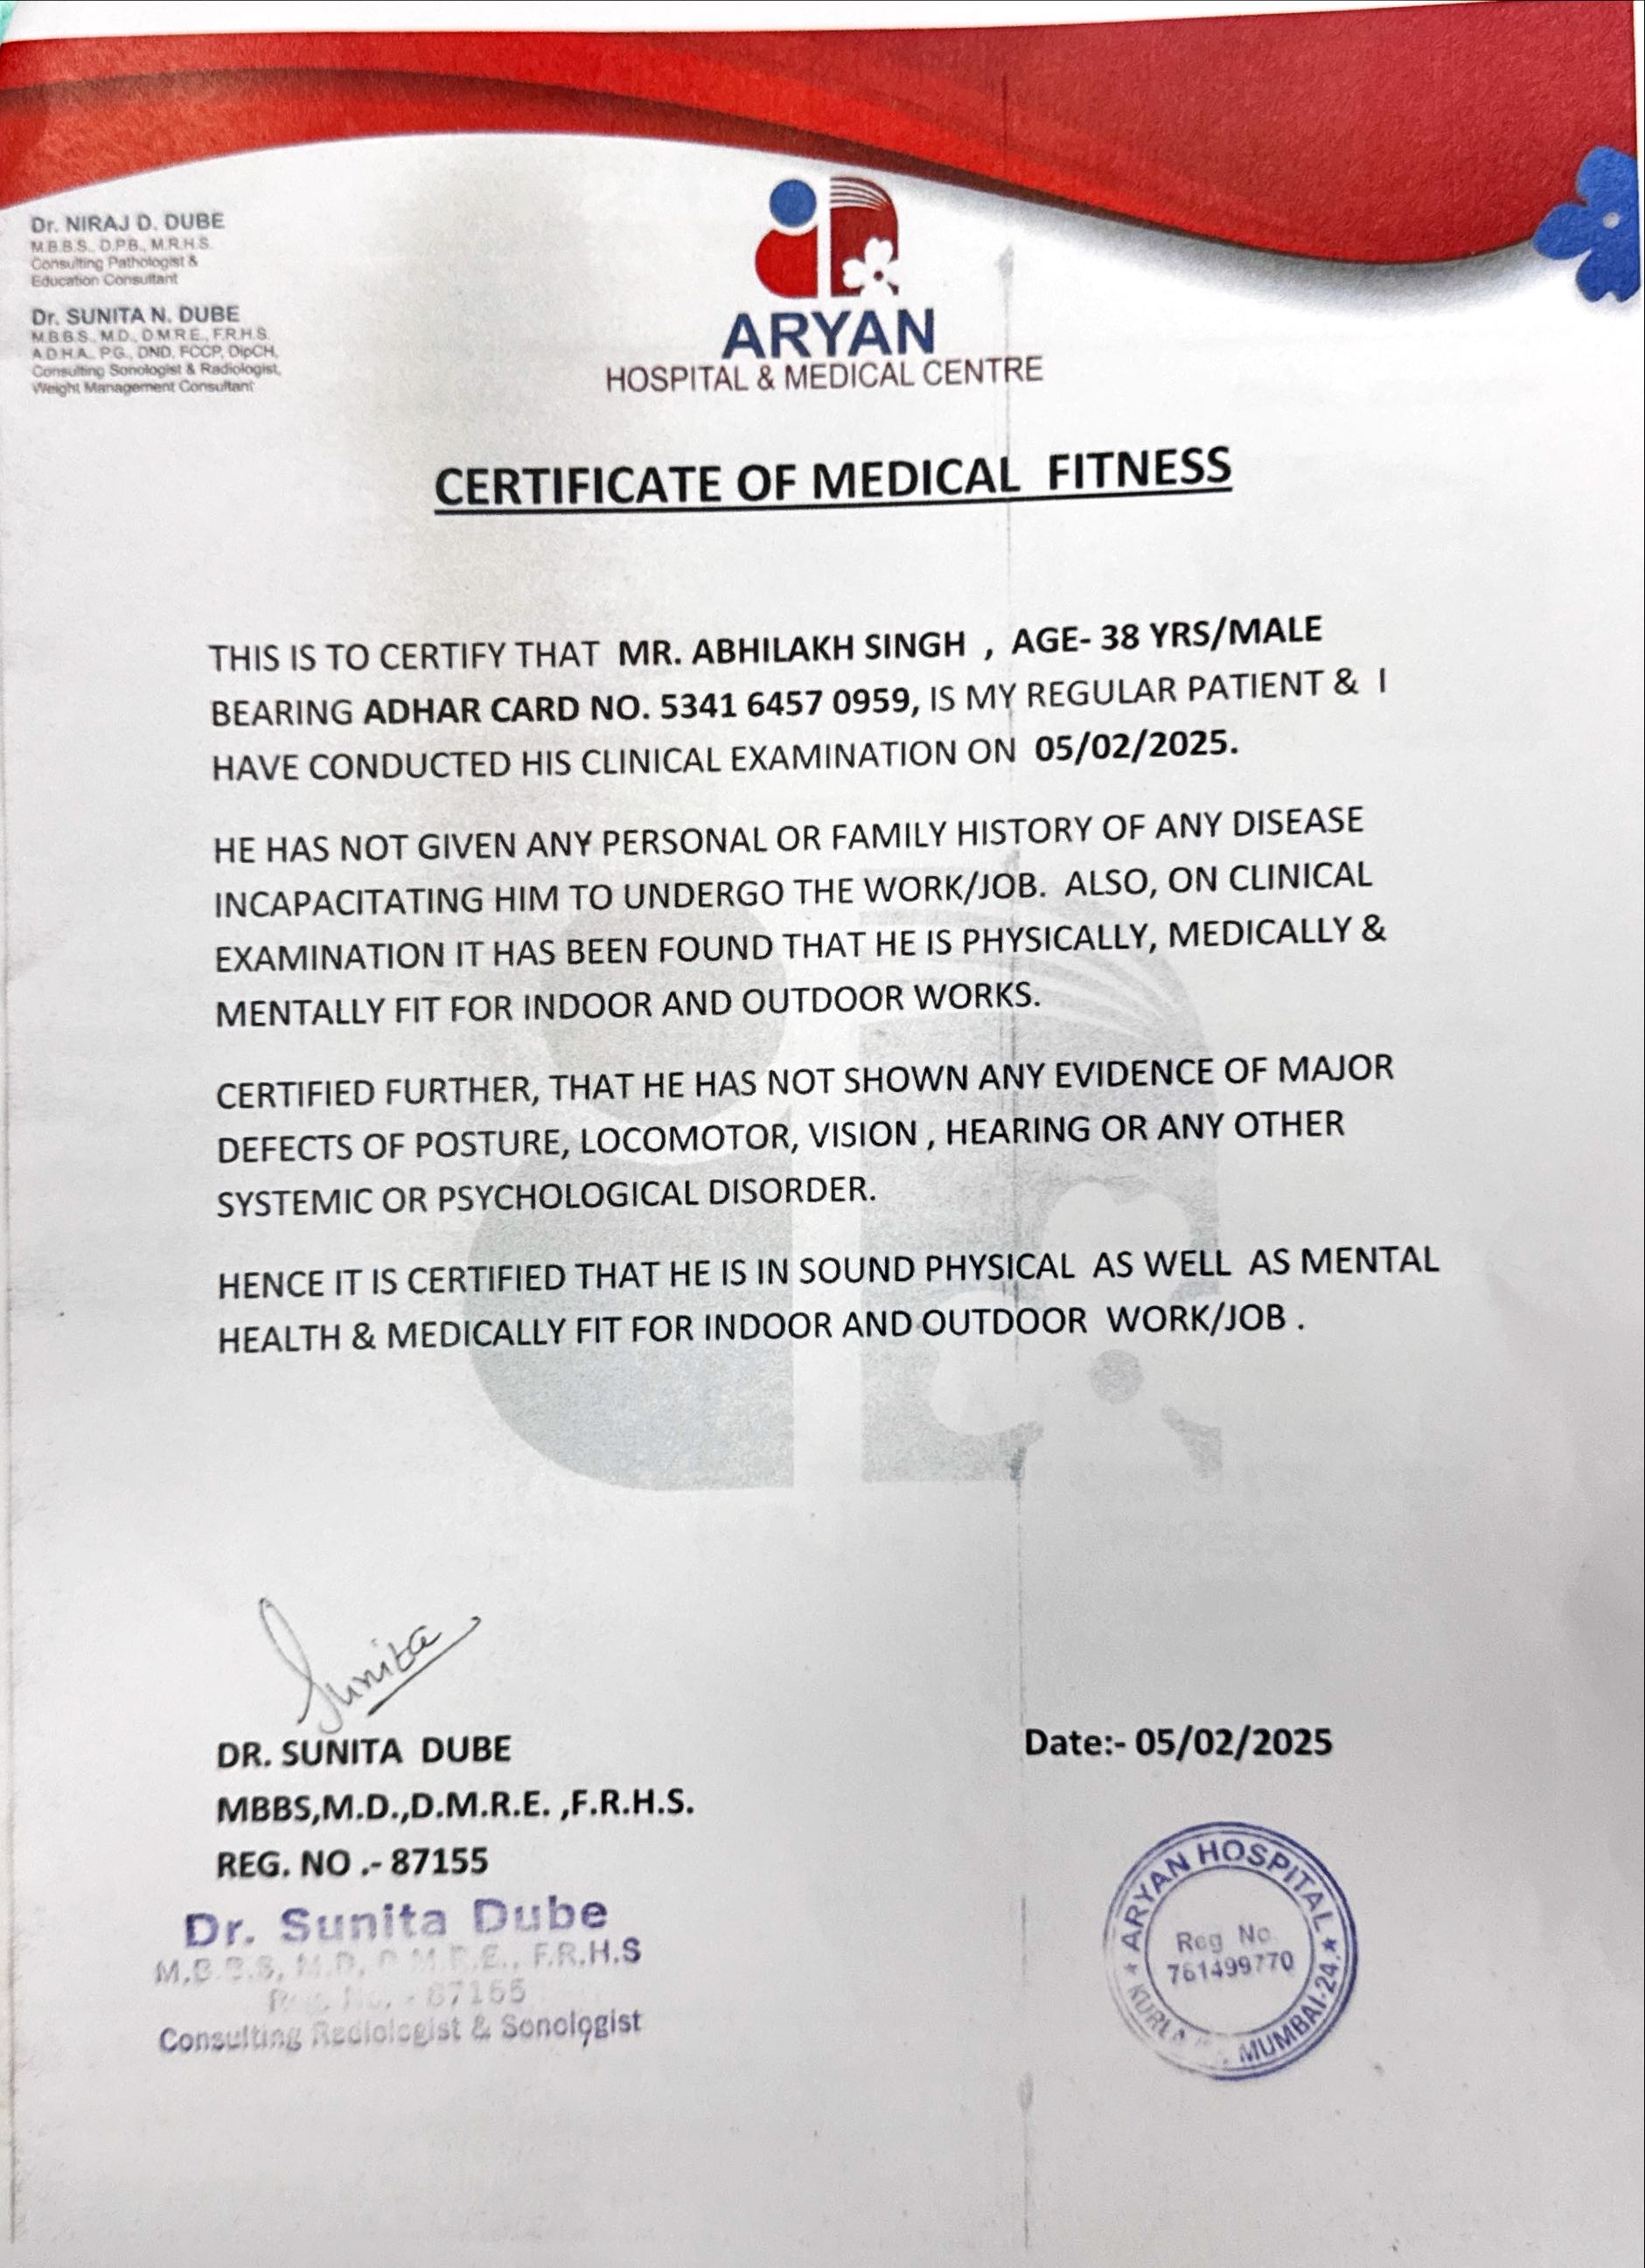 Dr. NIRAJ D. DUBE
M.B.B.S., D.P.B., M.R.H.S.
Consulting Pathologist &
Education Consultant
Dr. SUNITA N. DUBE
M.B.B.S., M.D., D.M.R.E., F.R.H.S.
A.D.H.A., P.G., DND, FCCP, DipCH,
Consulting Sonologist & Radiologist,
Weight Management Consultant
ARYAN
HOSPITAL & MEDICAL CENTRE
CERTIFICATE OF MEDICAL FITNESS
THIS IS TO CERTIFY THAT MR. ABHILAKH SINGH , AGE- 38 YRS/MALE
BEARING ADHAR CARD NO. 5341 6457 0959, IS MY REGULAR PATIENT & I
HAVE CONDUCTED HIS CLINICAL EXAMINATION ON 05/02/2025.
HE HAS NOT GIVEN ANY PERSONAL OR FAMILY HISTORY OF ANY DISEASE
INCAPACITATING HIM TO UNDERGO THE WORK/JOB. ALSO, ON CLINICAL
EXAMINATION IT HAS BEEN FOUND THAT HE IS PHYSICALLY, MEDICALLY &
MENTALLY FIT FOR INDOOR AND OUTDOOR WORKS.
CERTIFIED FURTHER, THAT HE HAS NOT SHOWN ANY EVIDENCE OF MAJOR
DEFECTS OF POSTURE, LOCOMOTOR, VISION , HEARING OR ANY OTHER
SYSTEMIC OR PSYCHOLOGICAL DISORDER.
HENCE IT IS CERTIFIED THAT HE IS IN SOUND PHYSICAL AS WELL AS MENTAL
HEALTH & MEDICALLY FIT FOR INDOOR AND OUTDOOR WORK/JOB .
Sunita
DR. SUNITA DUBE
MBBS,M.D.,D.M.R.E. ,F.R.H.S.
REG. NO .- 87155
Dr. Sunita Dube
M.B.B.S, M.D, D.M.R.E., F.R.H.S
Reg. No. - 87155
Consulting Radiologist & Sonologist
Date:- 05/02/2025
ARYAN HOSPITAL
Reg No.
761499770
KURLA MUMBAI-24.